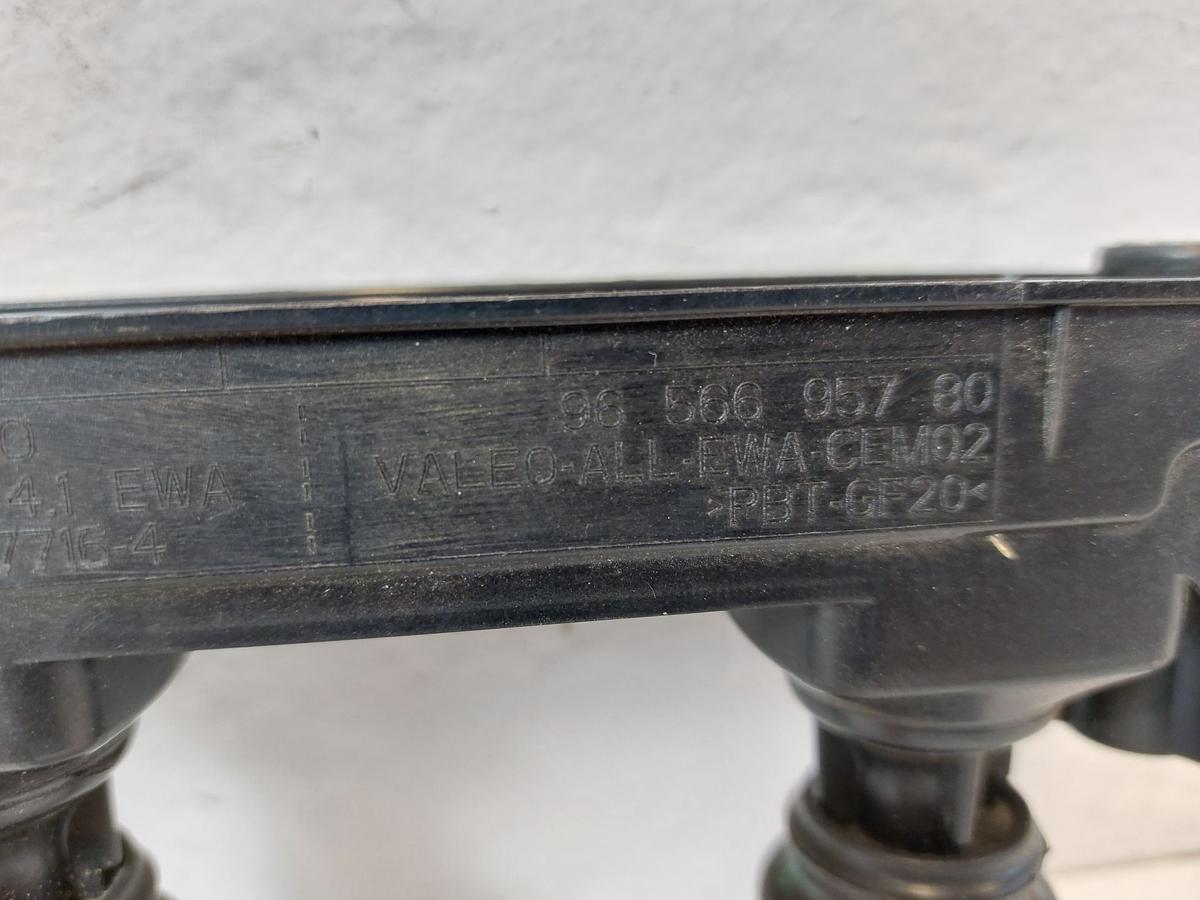 O
4.1 EWA
7716-4
96 566 957 80
VALEO-ALL-EWA-CEM02
>PBT-GF20<